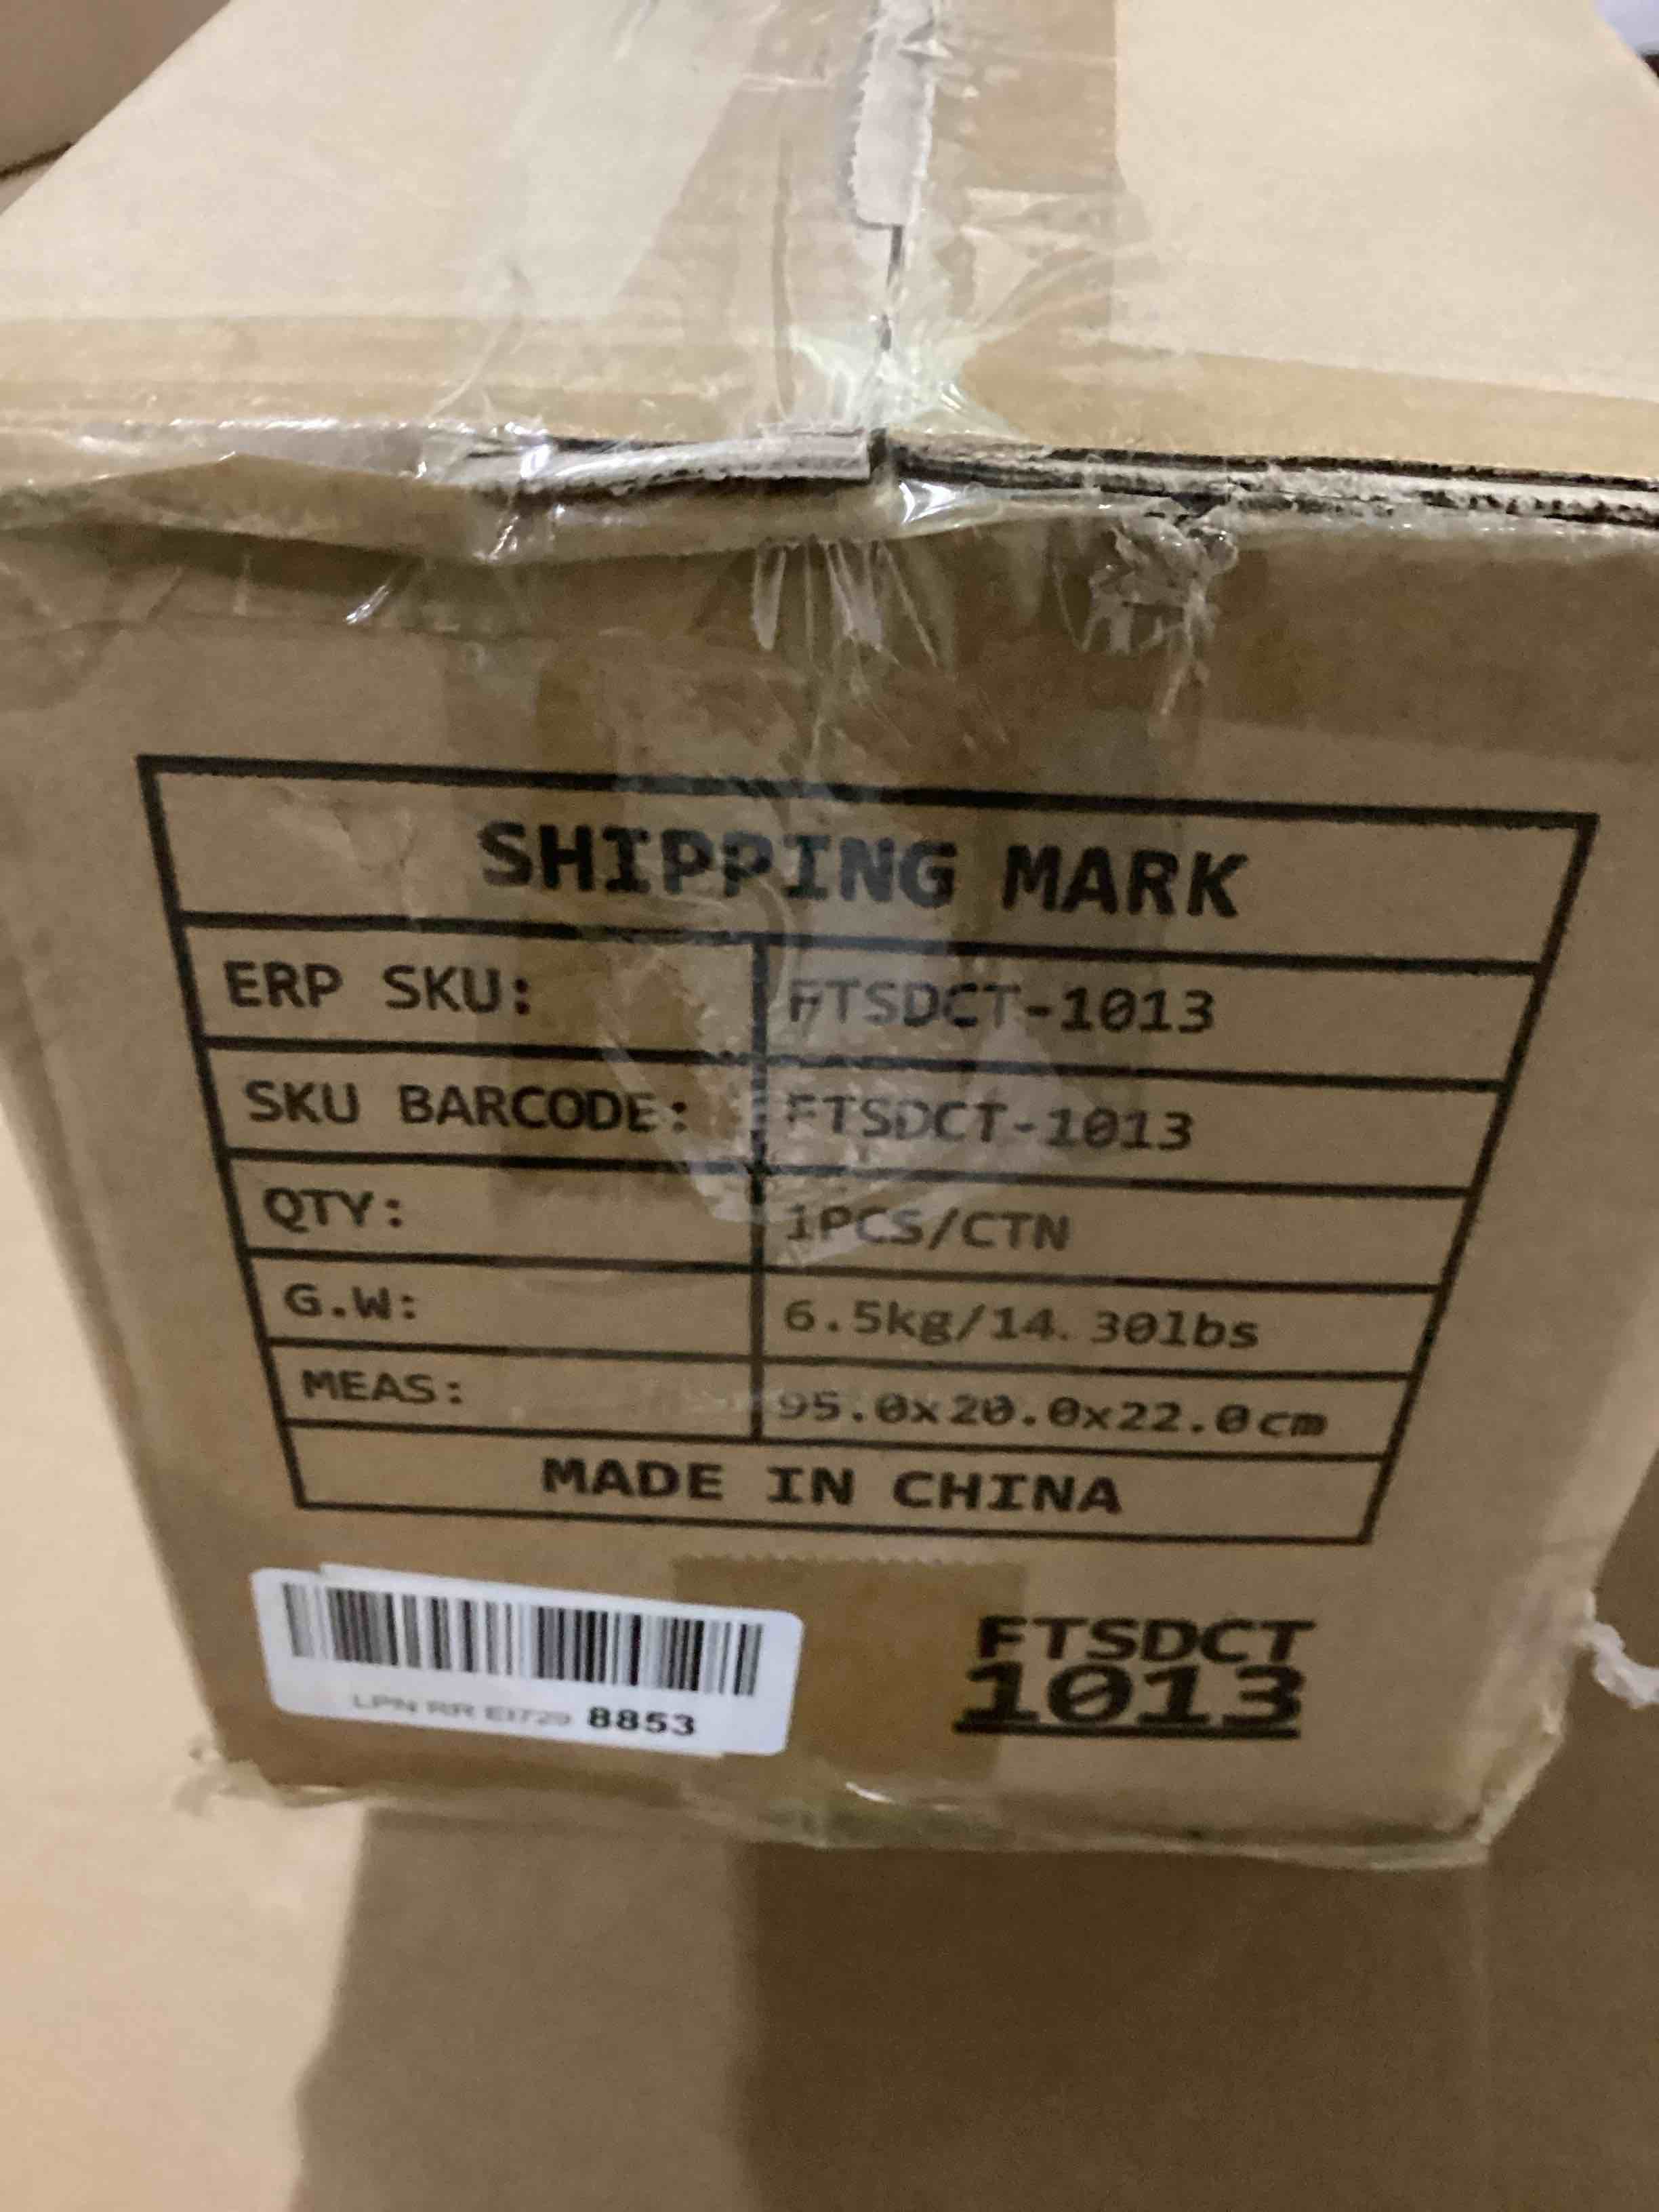 SHIPPING MARK
ERP SKU: FTSDCT-1013
SKU BARCODE: FTSDCT-1013
QTY: 1PCS/CTN
G.W: 6.5kg/14.30lbs
MEAS: 95.0x20.0x22.0cm
MADE IN CHINA
LPN RR EI729 8853
FTSDCT
1013